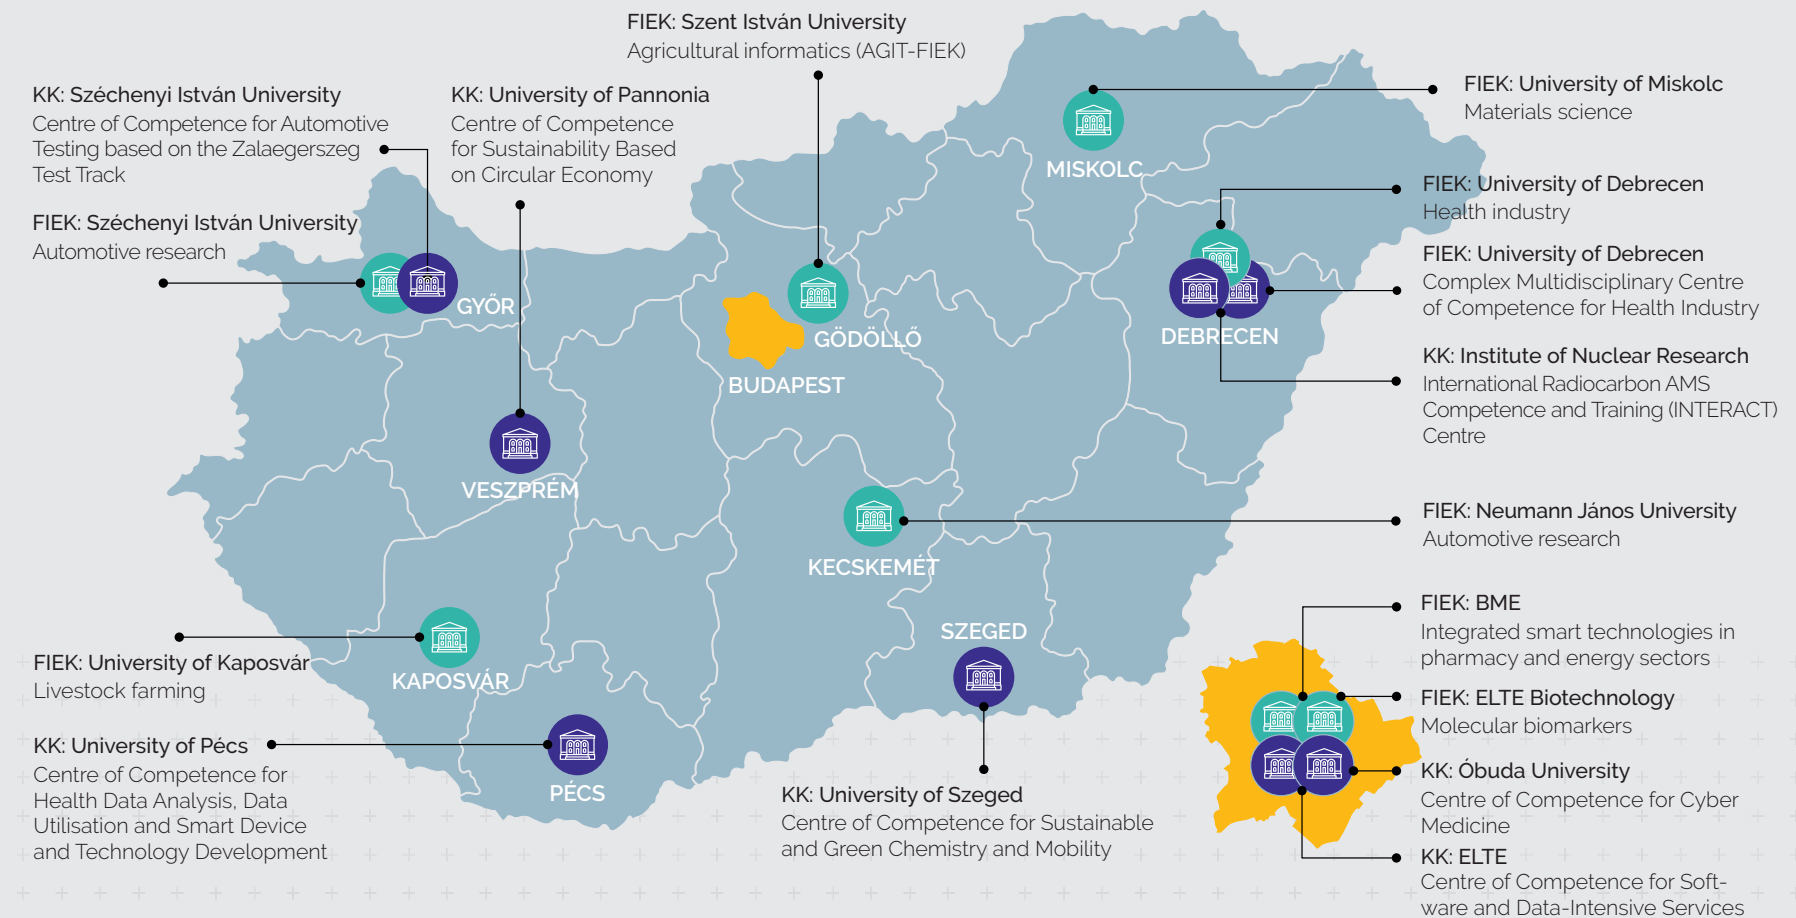 FIEK: Szent István University
Agricultural informatics (AGIT-FIEK)
KK: Széchenyi István University
Centre of Competence for Automotive
Testing based on the Zalaegerszeg
Test Track
KK: University of Pannonia
Centre of Competence
for Sustainability Based
on Circular Economy
FIEK: University of Miskolc
Materials science
MISKOLC
FIEK: University of Debrecen
Health industry
FIEK: Széchenyi István University
Automotive research
FIEK: University of Debrecen
Complex Multidisciplinary Centre
of Competence for Health Industry
GYŐR
GÖDÖLLŐ
DEBRECEN
BUDAPEST
KK: Institute of Nuclear Research
International Radiocarbon AMS
Competence and Training (INTERACT)
Centre
VESZPRÉM
FIEK: Neumann János University
Automotive research
KECSKEMÉT
FIEK: BME
Integrated smart technologies in
pharmacy and energy sectors
SZEGED
FIEK: University of Kaposvár
Livestock farming
KAPOSVÁR
FIEK: ELTE Biotechnology
Molecular biomarkers
KK: University of Pécs
Centre of Competence for
Health Data Analysis, Data
Utilisation and Smart Device
and Technology Development
PÉCS
KK: University of Szeged
Centre of Competence for Sustainable
and Green Chemistry and Mobility
KK: Óbuda University
Centre of Competence for Cyber
Medicine
KK: ELTE
Centre of Competence for Soft-
ware and Data-Intensive Services